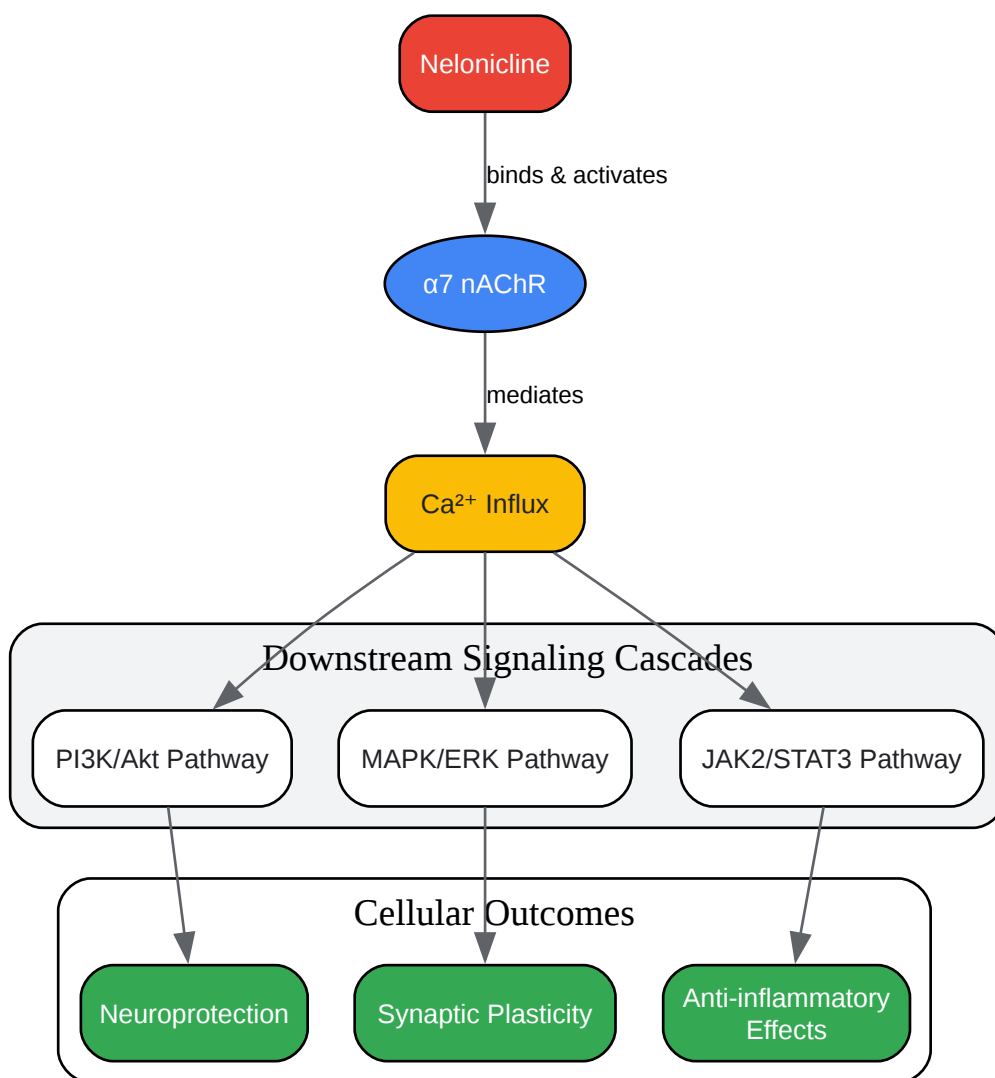 Nelonicline
binds & activates
α7 nAChR
mediates
Ca²⁺ Influx
Downstream Signaling Cascades
PI3K/Akt Pathway
MAPK/ERK Pathway
JAK2/STAT3 Pathway
Cellular Outcomes
Neuroprotection
Synaptic Plasticity
Anti-inflammatory
Effects